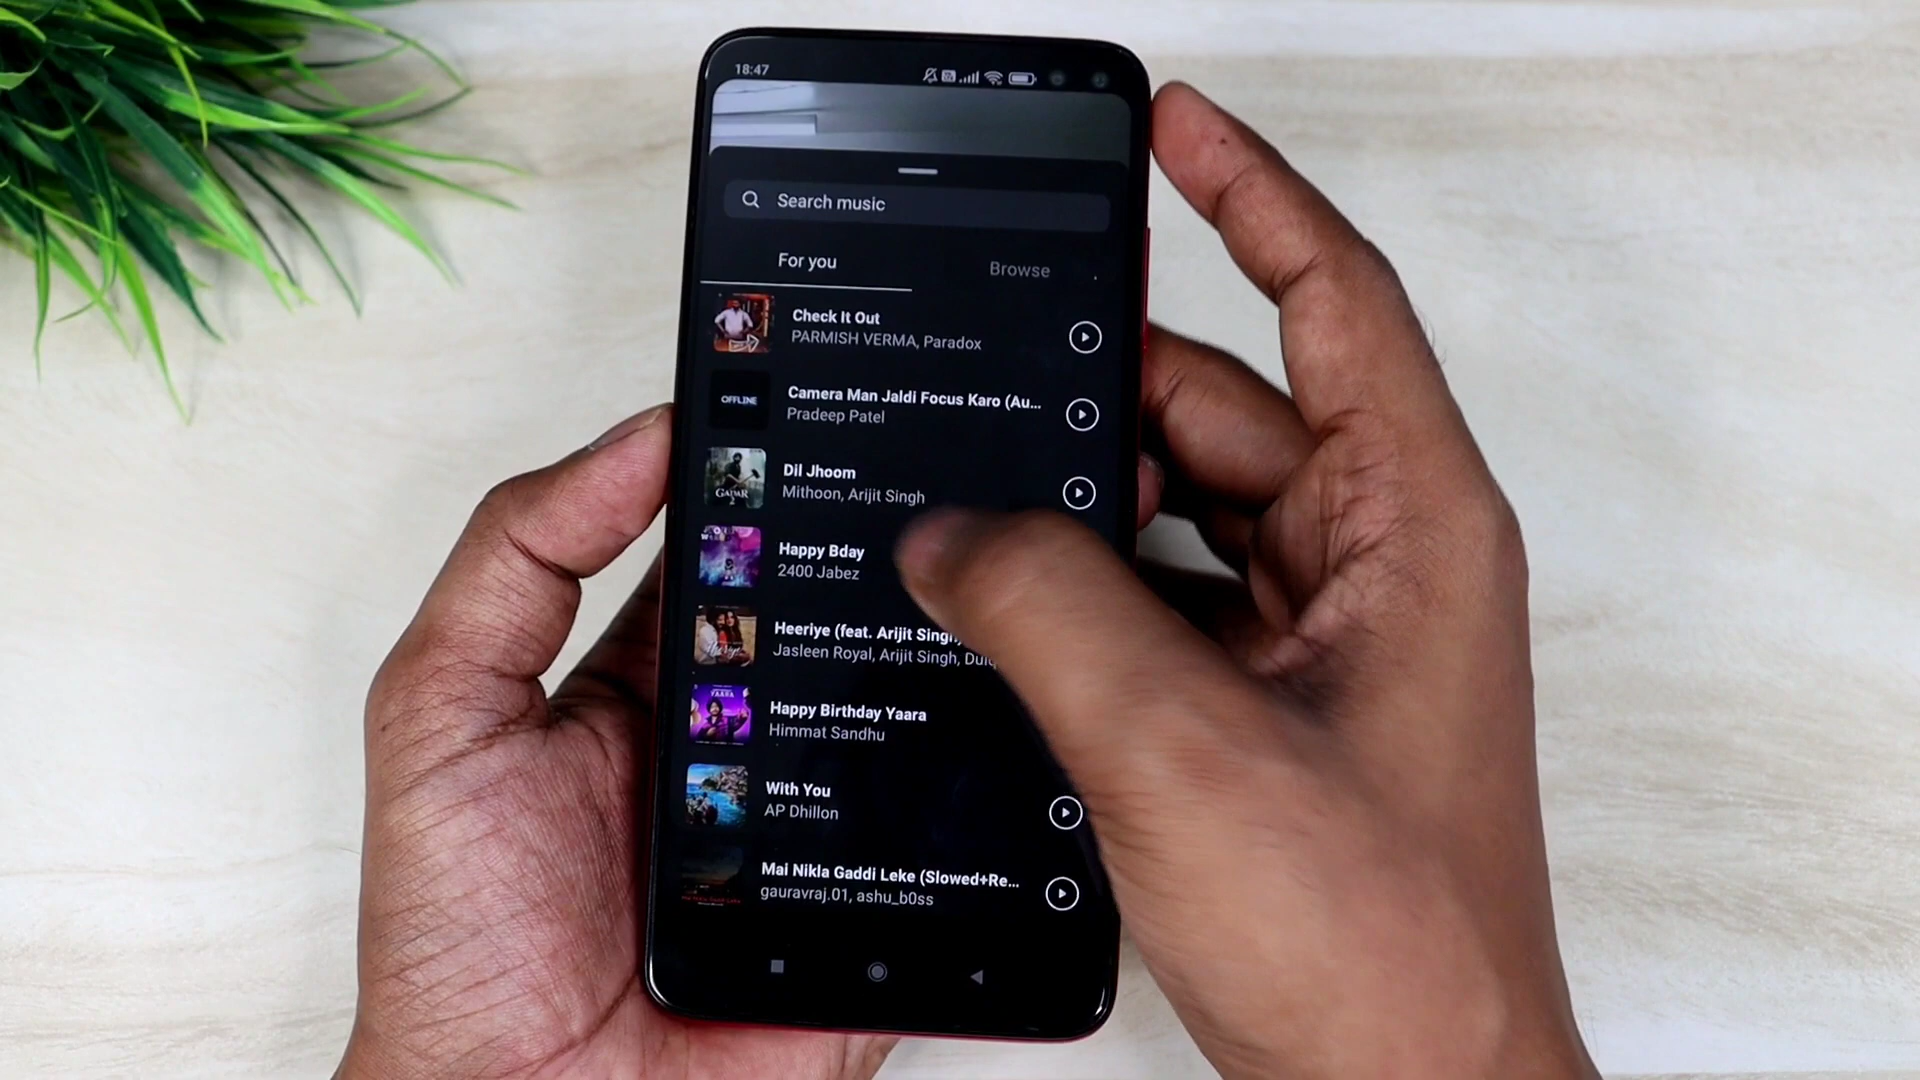 18:47
Search music
For you
Browse
Check It Out
PARMISH VERMA, Paradox
OFFLINE
Camera Man Jaldi Focus Karo (Au...
Pradeep Patel
GADAR
2
Dil Jhoom
Mithoon, Arijit Singh
Happy Bday
2400 Jabez
Heeriye (feat. Arijit Singh)
Jasleen Royal, Arijit Singh, Dulq
YAARA
Happy Birthday Yaara
Himmat Sandhu
With You
AP Dhillon
Mai Nikla Gaddi Leke (Slowed+Re...
gauravraj.01, ashu_b0ss